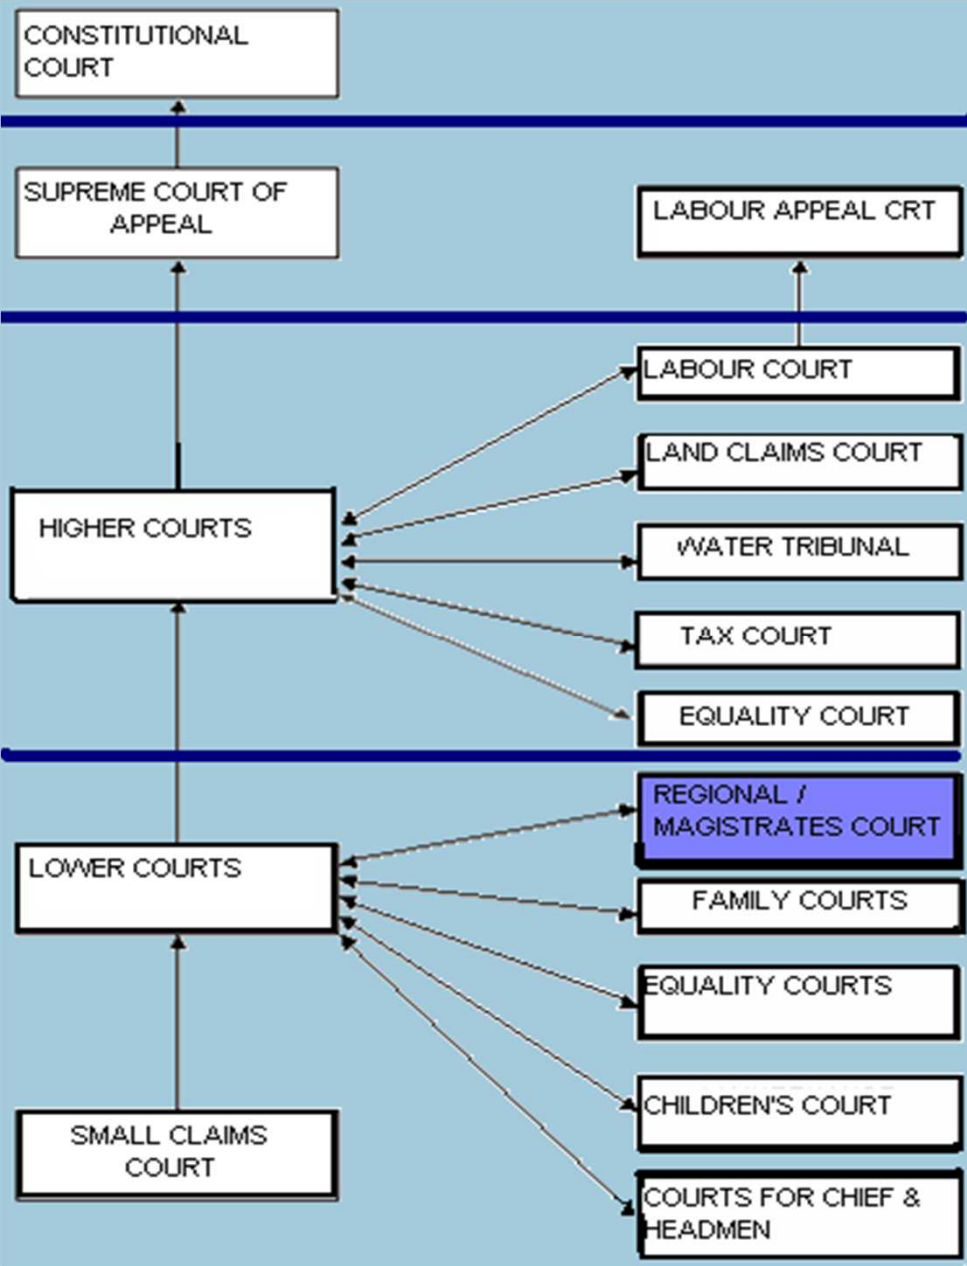 CONSTITUTIONAL
COURT
SUPREME COURT OF
APPEAL
LABOUR APPEAL CRT
LABOUR COURT
LAND CLAIMS COURT
HIGHER COURTS
WATER TRIBUNAL
TAX COURT
EQUALITY COURT
REGIONAL /
MAGISTRATES COURT
LOWER COURTS
FAMILY COURTS
EQUALITY COURTS
CHILDREN'S COURT
SMALL CLAIMS
COURT
COURTS FOR CHIEF &
HEADMEN